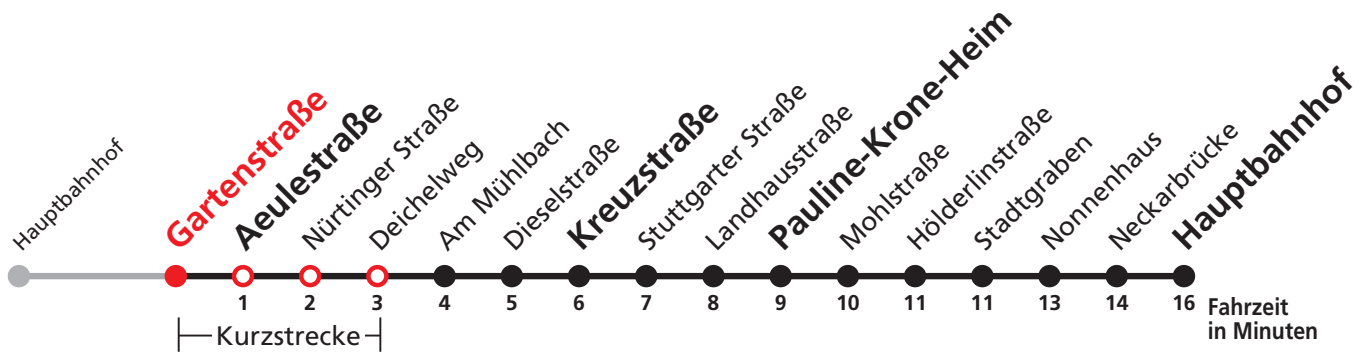 Hauptbahnhof
Gartenstraße
Aeulestraße
Nürtinger Straße
Deichelweg
Am Mühlbach
Dieselstraße
Kreuzstraße
Stuttgarter Straße
Landhausstraße
Pauline-Krone-Heim
Mohlstraße
Hölderlinstraße
Stadtgraben
Nonnenhaus
Neckarbrücke
Hauptbahnhof
1 2 3 4 5 6 7 8 9 10 11 11 13 14 16
Fahrzeit
in Minuten
Kurzstrecke